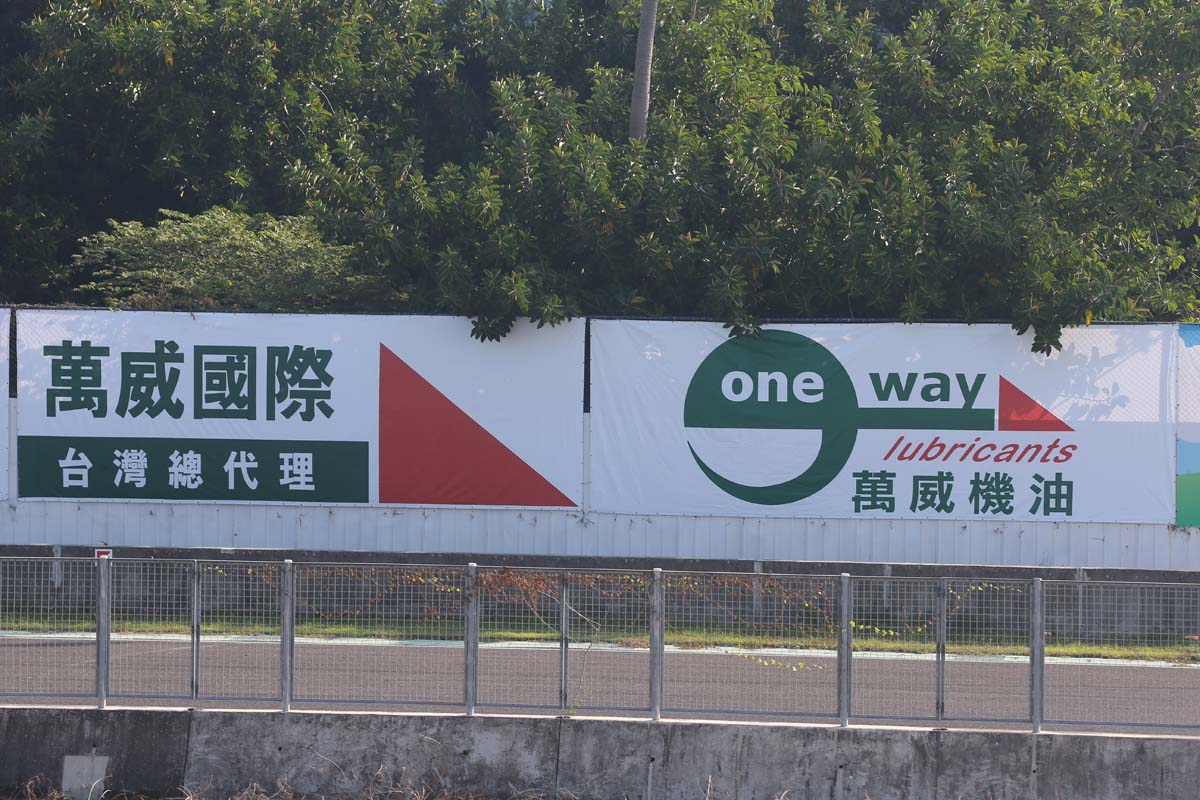 萬威國際
台灣總代理
one way
lubricants
萬威機油